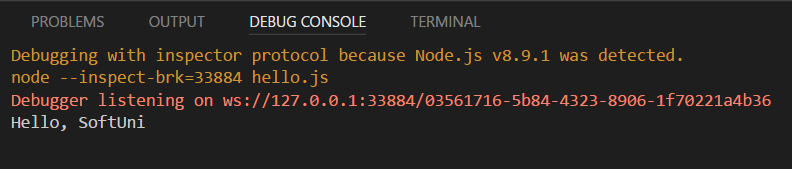 PROBLEMS OUTPUT DEBUG CONSOLE TERMINAL
Debugging with inspector protocol because Node.js v8.9.1 was detected.
node --inspect-brk=33884 hello.js
Debugger listening on ws://127.0.0.1:33884/03561716-5b84-4323-8906-1f70221a4b36
Hello, SoftUni